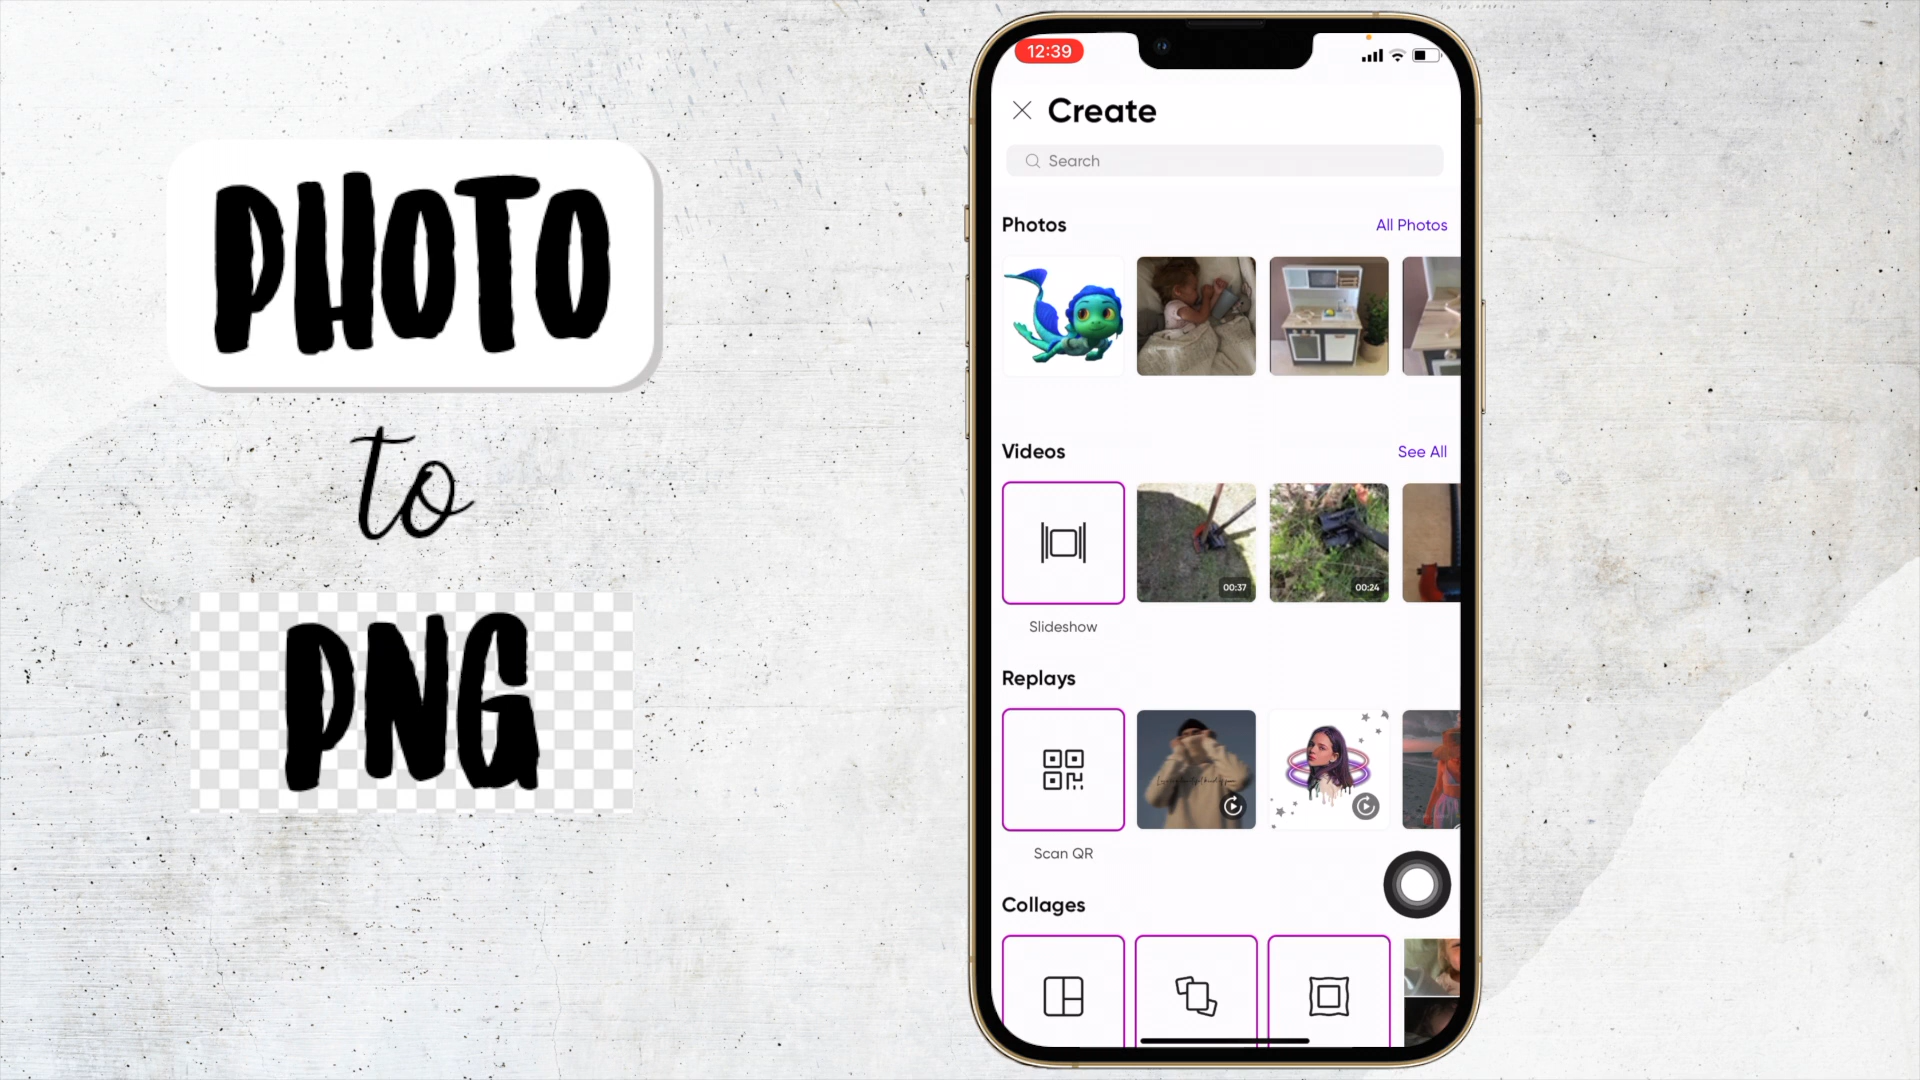 PHOTO
to
PNG
12:39
Create
Search
Photos
All Photos
Videos
See All
00:37
00:24
Slideshow
Replays
Scan QR
Collages